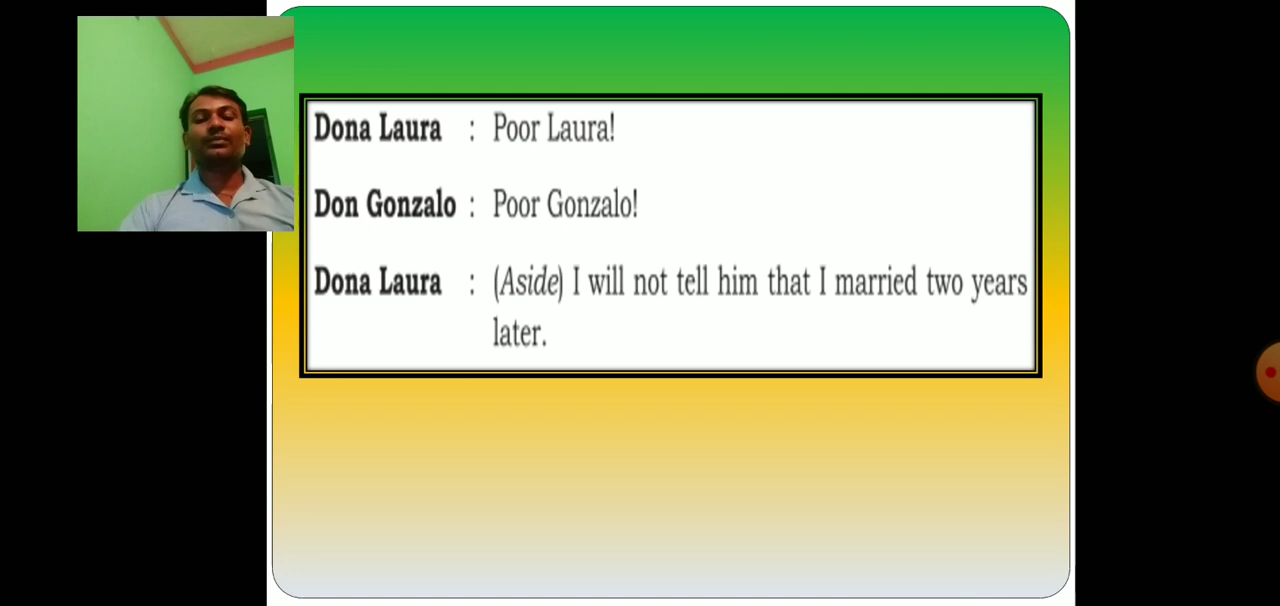 Dona Laura : Poor Laura!
Don Gonzalo : Poor Gonzalo!
Dona Laura : (Aside) I will not tell him that I married two years
later.